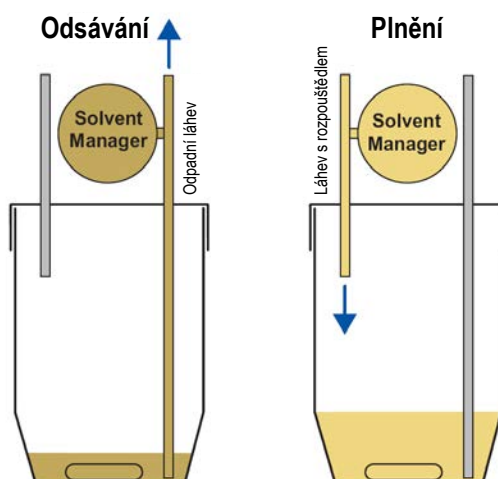 Odsávání
Solvent
Manager
Odpadní láhev
Plnění
Láhev s rozpouštědlem
Solvent
Manager